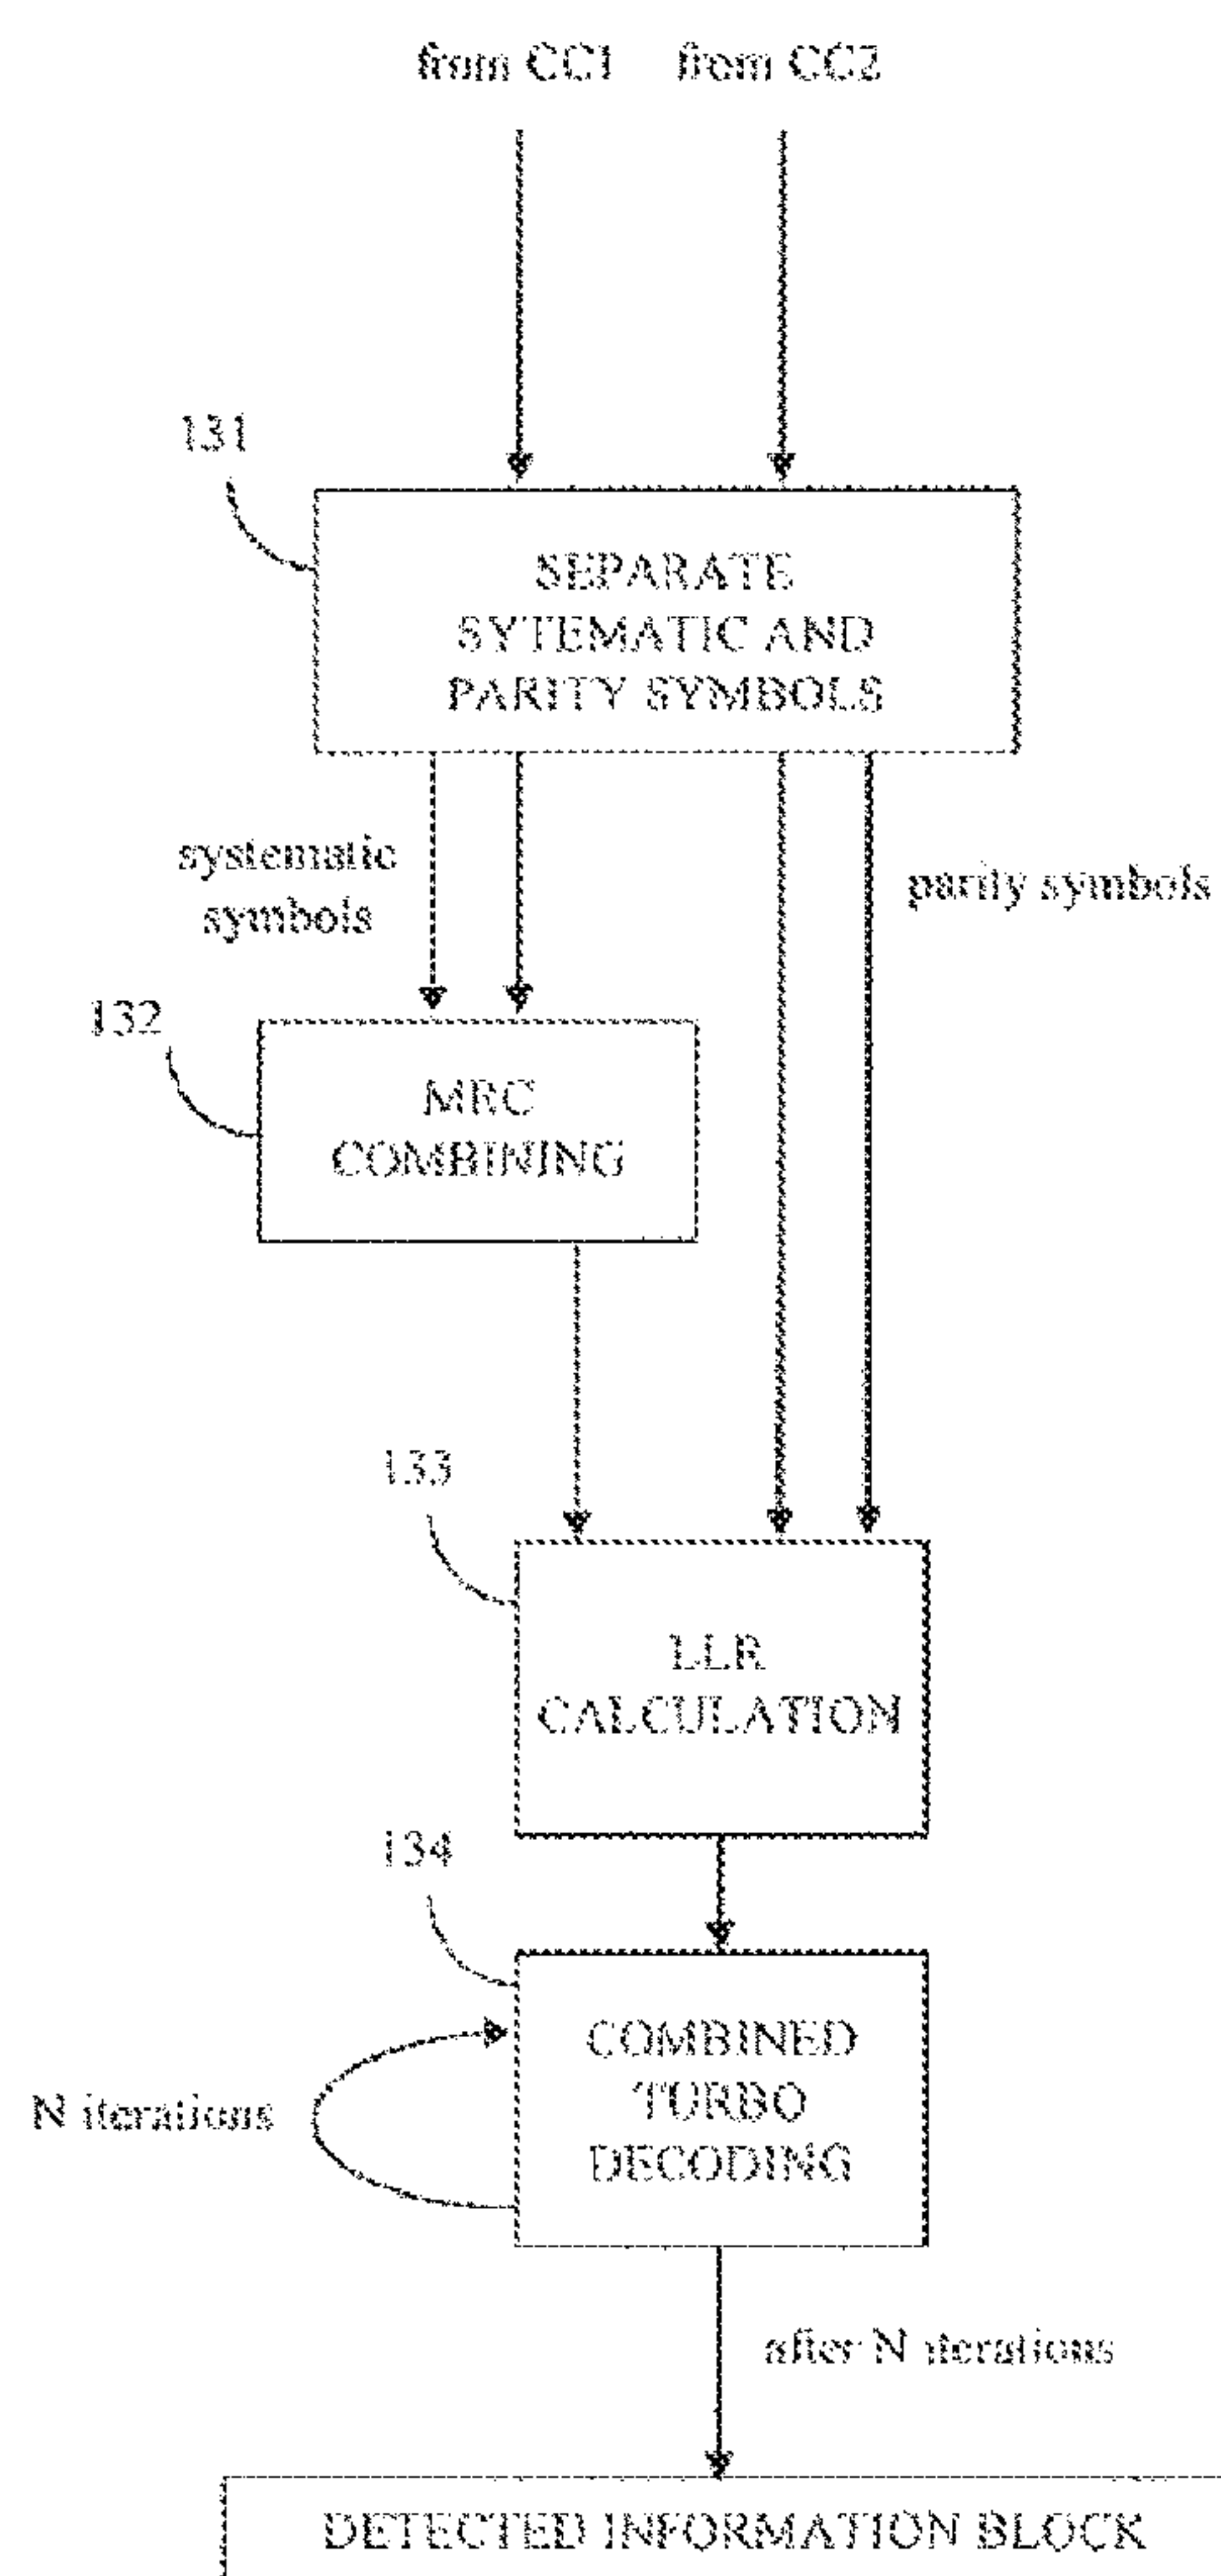 from CC1 from CC2
131
SEPARATE
SYTEMATIC AND
PARITY SYMBOLS
systematic
symbols
parity symbols
132
MRC
COMBINING
133
LLR
CALCULATION
134
COMBINED
TURBO
DECODING
N iterations
after N iterations
DETECTED INFORMATION BLOCK